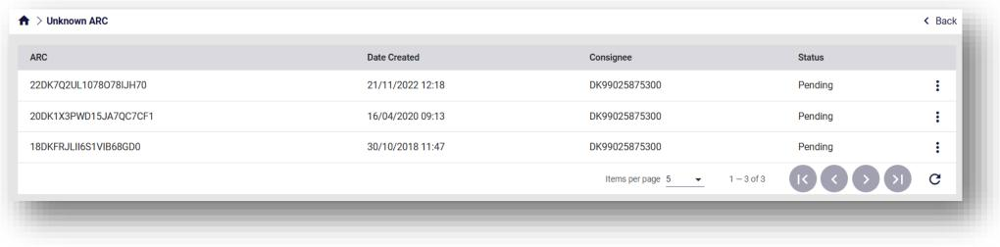 > Unknown ARC < Back
ARC Date Created Consignee Status
22DK7Q2UL1078O78IJH70 21/11/2022 12:18 DK99025875300 Pending
20DK1X3PWD15JA7QC7CF1 16/04/2020 09:13 DK99025875300 Pending
18DKFRJLII6S1VIB68GD0 30/10/2018 11:47 DK99025875300 Pending
Items per page 5 1 – 3 of 3